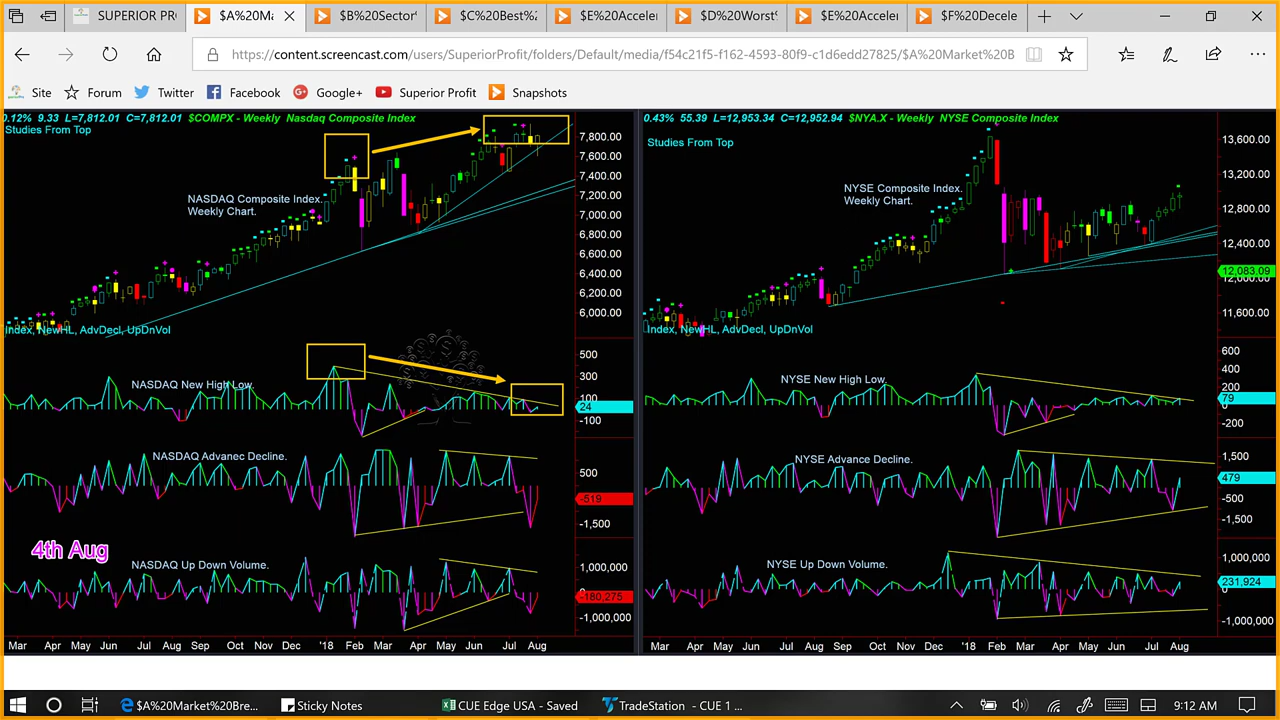 SUPERIOR PR(
$A%20Ma
$B%20Sector'
$C%20Best%
$E%20Acceler
$D%20Worst'
$E%20Acceler
$F%20Decele
https://content.screencast.com/users/SuperiorProfit/folders/Default/media/f54c21f5-f162-4593-80f9-c1d6edd27825/$A%20Market%20B
Site
Forum
Twitter
Facebook
Google+
Superior Profit
Snapshots
0.12% 9.33 L=7,812.01 C=7,812.01 $COMPX - Weekly Nasdaq Composite Index
Studies From Top
NASDAQ Composite Index.
Weekly Chart.
7,800.00
7,600.00
7,400.00
7,200.00
7,000.00
6,800.00
6,600.00
6,400.00
6,200.00
6,000.00
Index, NewHL, AdvDecl, UpDnVol
NASDAQ New High Low.
500
300
100
24
-100
NASDAQ Advanec Decline.
500
-519
-1,500
4th Aug
NASDAQ Up Down Volume.
1,000,000
0
-180,275
-1,000,000
Mar Apr May Jun Jul Aug Sep Oct Nov Dec '18 Feb Mar Apr May Jun Jul Aug
0.43% 55.39 L=12,953.34 C=12,952.94 $NYA.X - Weekly NYSE Composite Index
Studies From Top
NYSE Composite Index.
Weekly Chart.
13,600.00
13,200.00
12,800.00
12,400.00
12,083.09
12,000.00
11,600.00
Index, NewHL, AdvDecl, UpDnVol
NYSE New High Low.
600
400
200
79
0
-200
NYSE Advance Decline.
1,500
479
-500
-1,500
NYSE Up Down Volume.
1,000,000
231,924
0
-1,000,000
Mar Apr May Jun Jul Aug Sep Oct Nov Dec '18 Feb Mar Apr May Jun Jul Aug
$A%20Market%20Bre...
Sticky Notes
CUE Edge USA - Saved
TradeStation - CUE 1 ...
9:12 AM